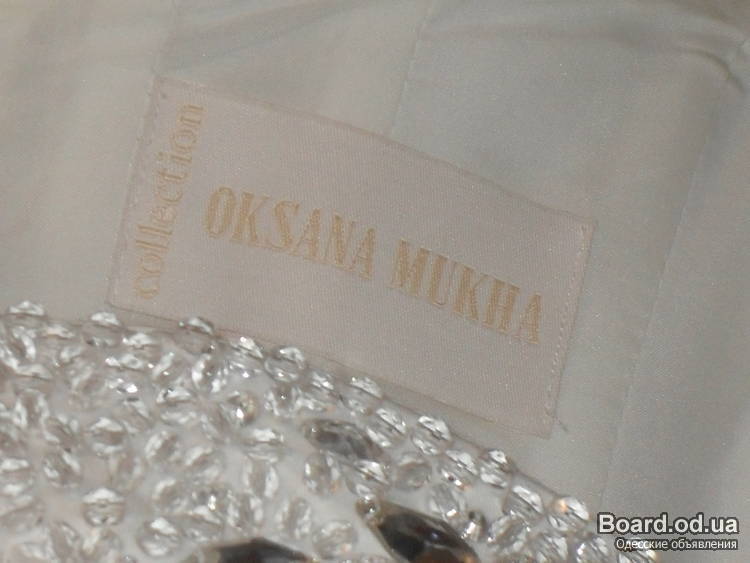 collection
OKSANA MUKHA
Board.od.ua
Одесские объявления